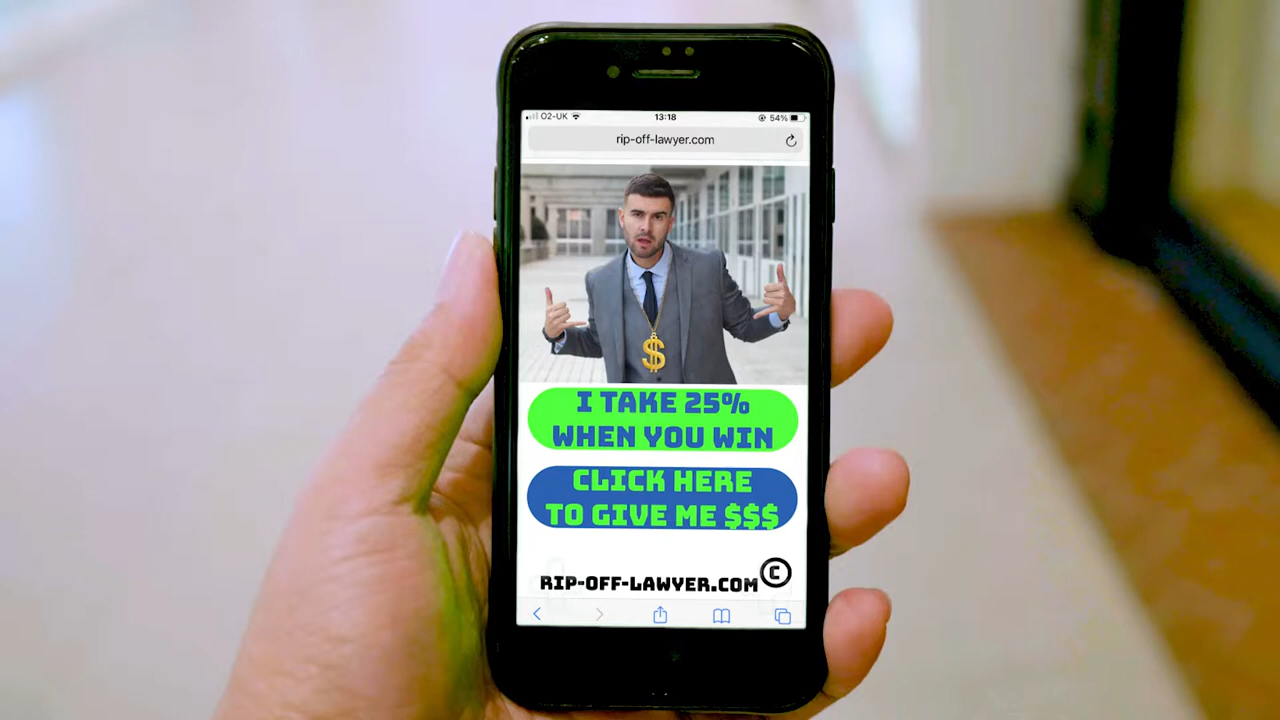 O2-UK
13:18
54%
rip-off-lawyer.com
$
I TAKE 25%
WHEN YOU WIN
CLICK HERE
TO GIVE ME $$$
RIP-OFF-LAWYER.COM ©